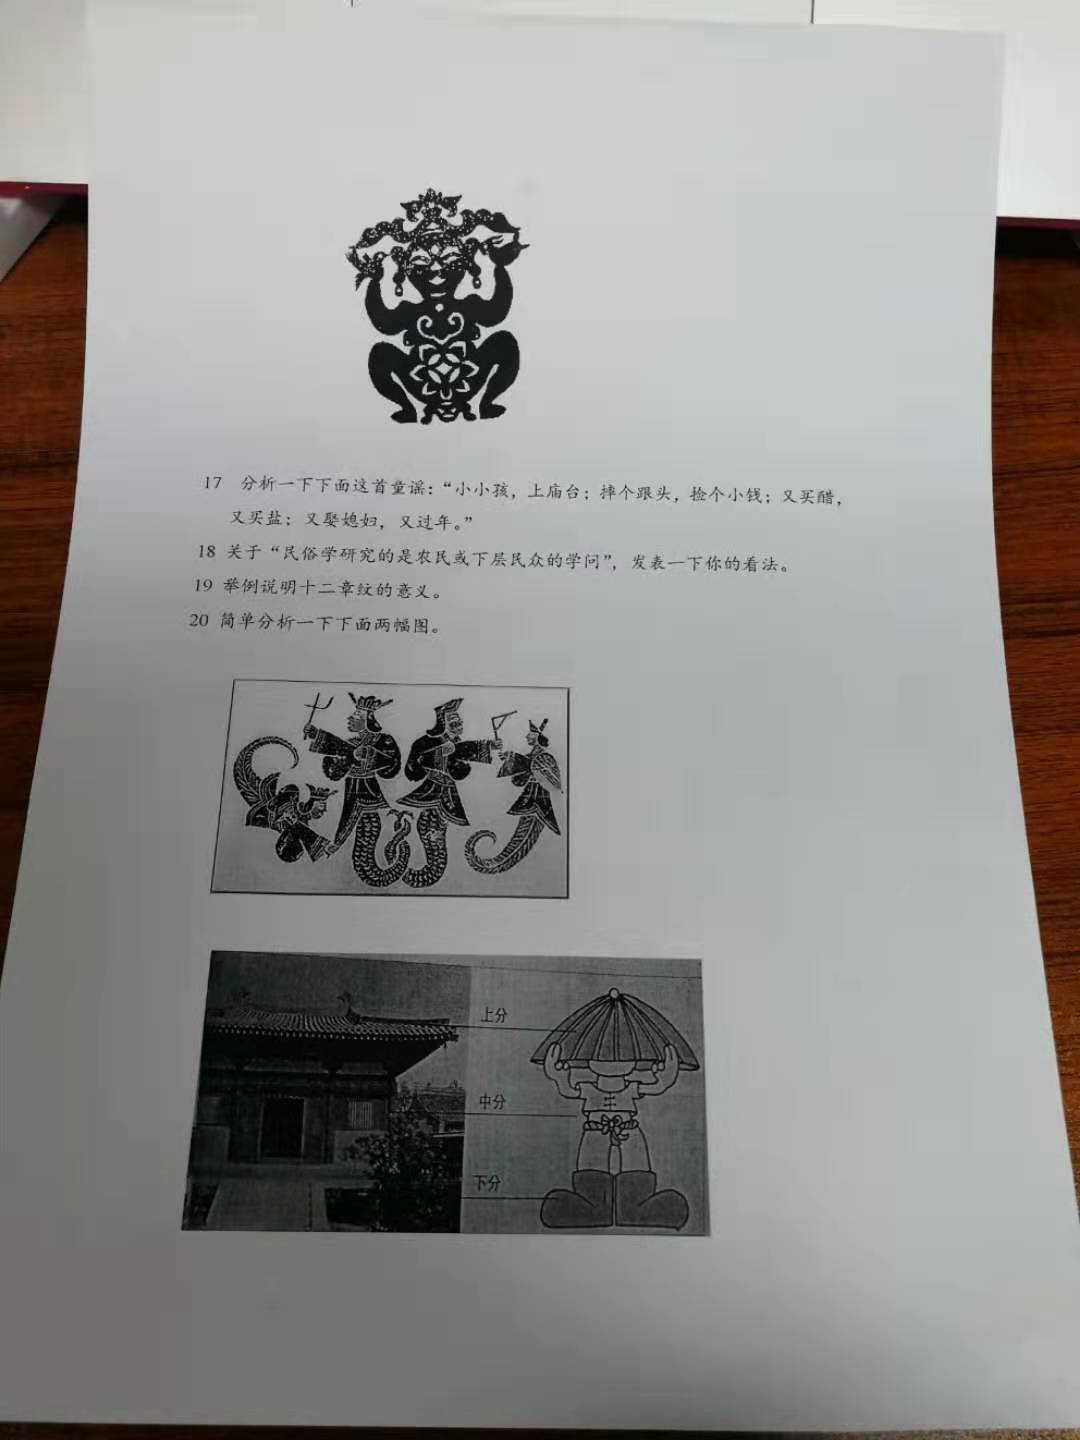 17 分析一下下面这首童谣：“小小孩，上庙台；摔个跟头，捡个小钱；又买醋，
又买盐；又娶媳妇，又过年。”
18 关于“民俗学研究的是农民或下层民众的学问”，发表一下你的看法。
19 举例说明十二章纹的意义。
20 简单分析一下下面两幅图。
上分
中分
下分